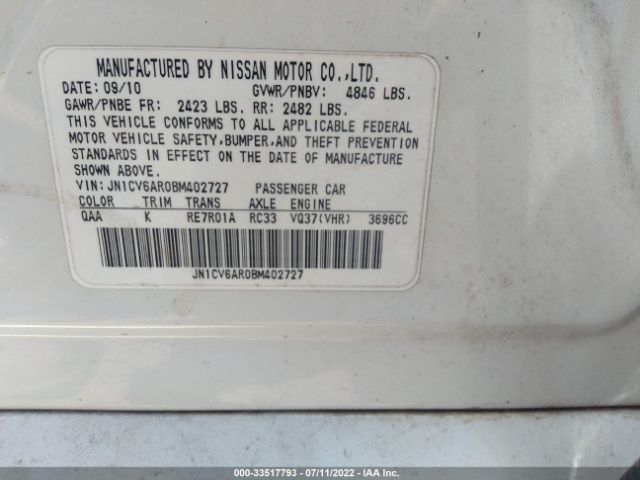 MANUFACTURED BY NISSAN MOTOR CO.,LTD.
DATE: 09/10 GVWR/PNBV: 4846 LBS.
GAWR/PNBE FR: 2423 LBS. RR: 2482 LBS.
THIS VEHICLE CONFORMS TO ALL APPLICABLE FEDERAL
MOTOR VEHICLE SAFETY,BUMPER,AND THEFT PREVENTION
STANDARDS IN EFFECT ON THE DATE OF MANUFACTURE
SHOWN ABOVE.
VIN: JN1CV6AR0BM402727 PASSENGER CAR
COLOR TRIM TRANS AXLE ENGINE
QAA K RE7R01A RC33 VQ37(VHR) 3696CC
JN1CV6AR0BM402727
000-33517793 - 07/11/2022 - IAA Inc.